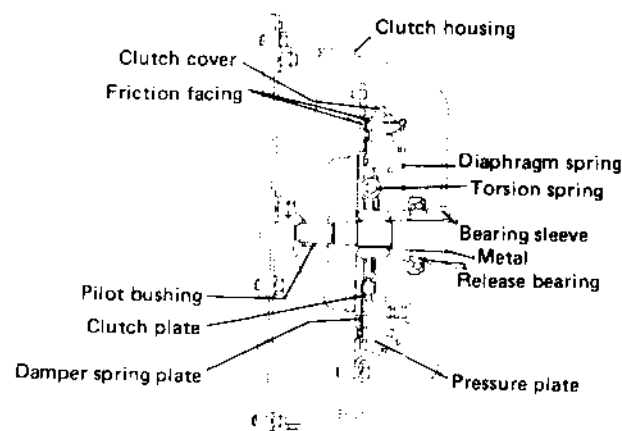 Clutch housing
Clutch cover
Friction facing
Diaphragm spring
Torsion spring
Bearing sleeve
Metal
Release bearing
Pilot bushing
Clutch plate
Damper spring plate
Pressure plate